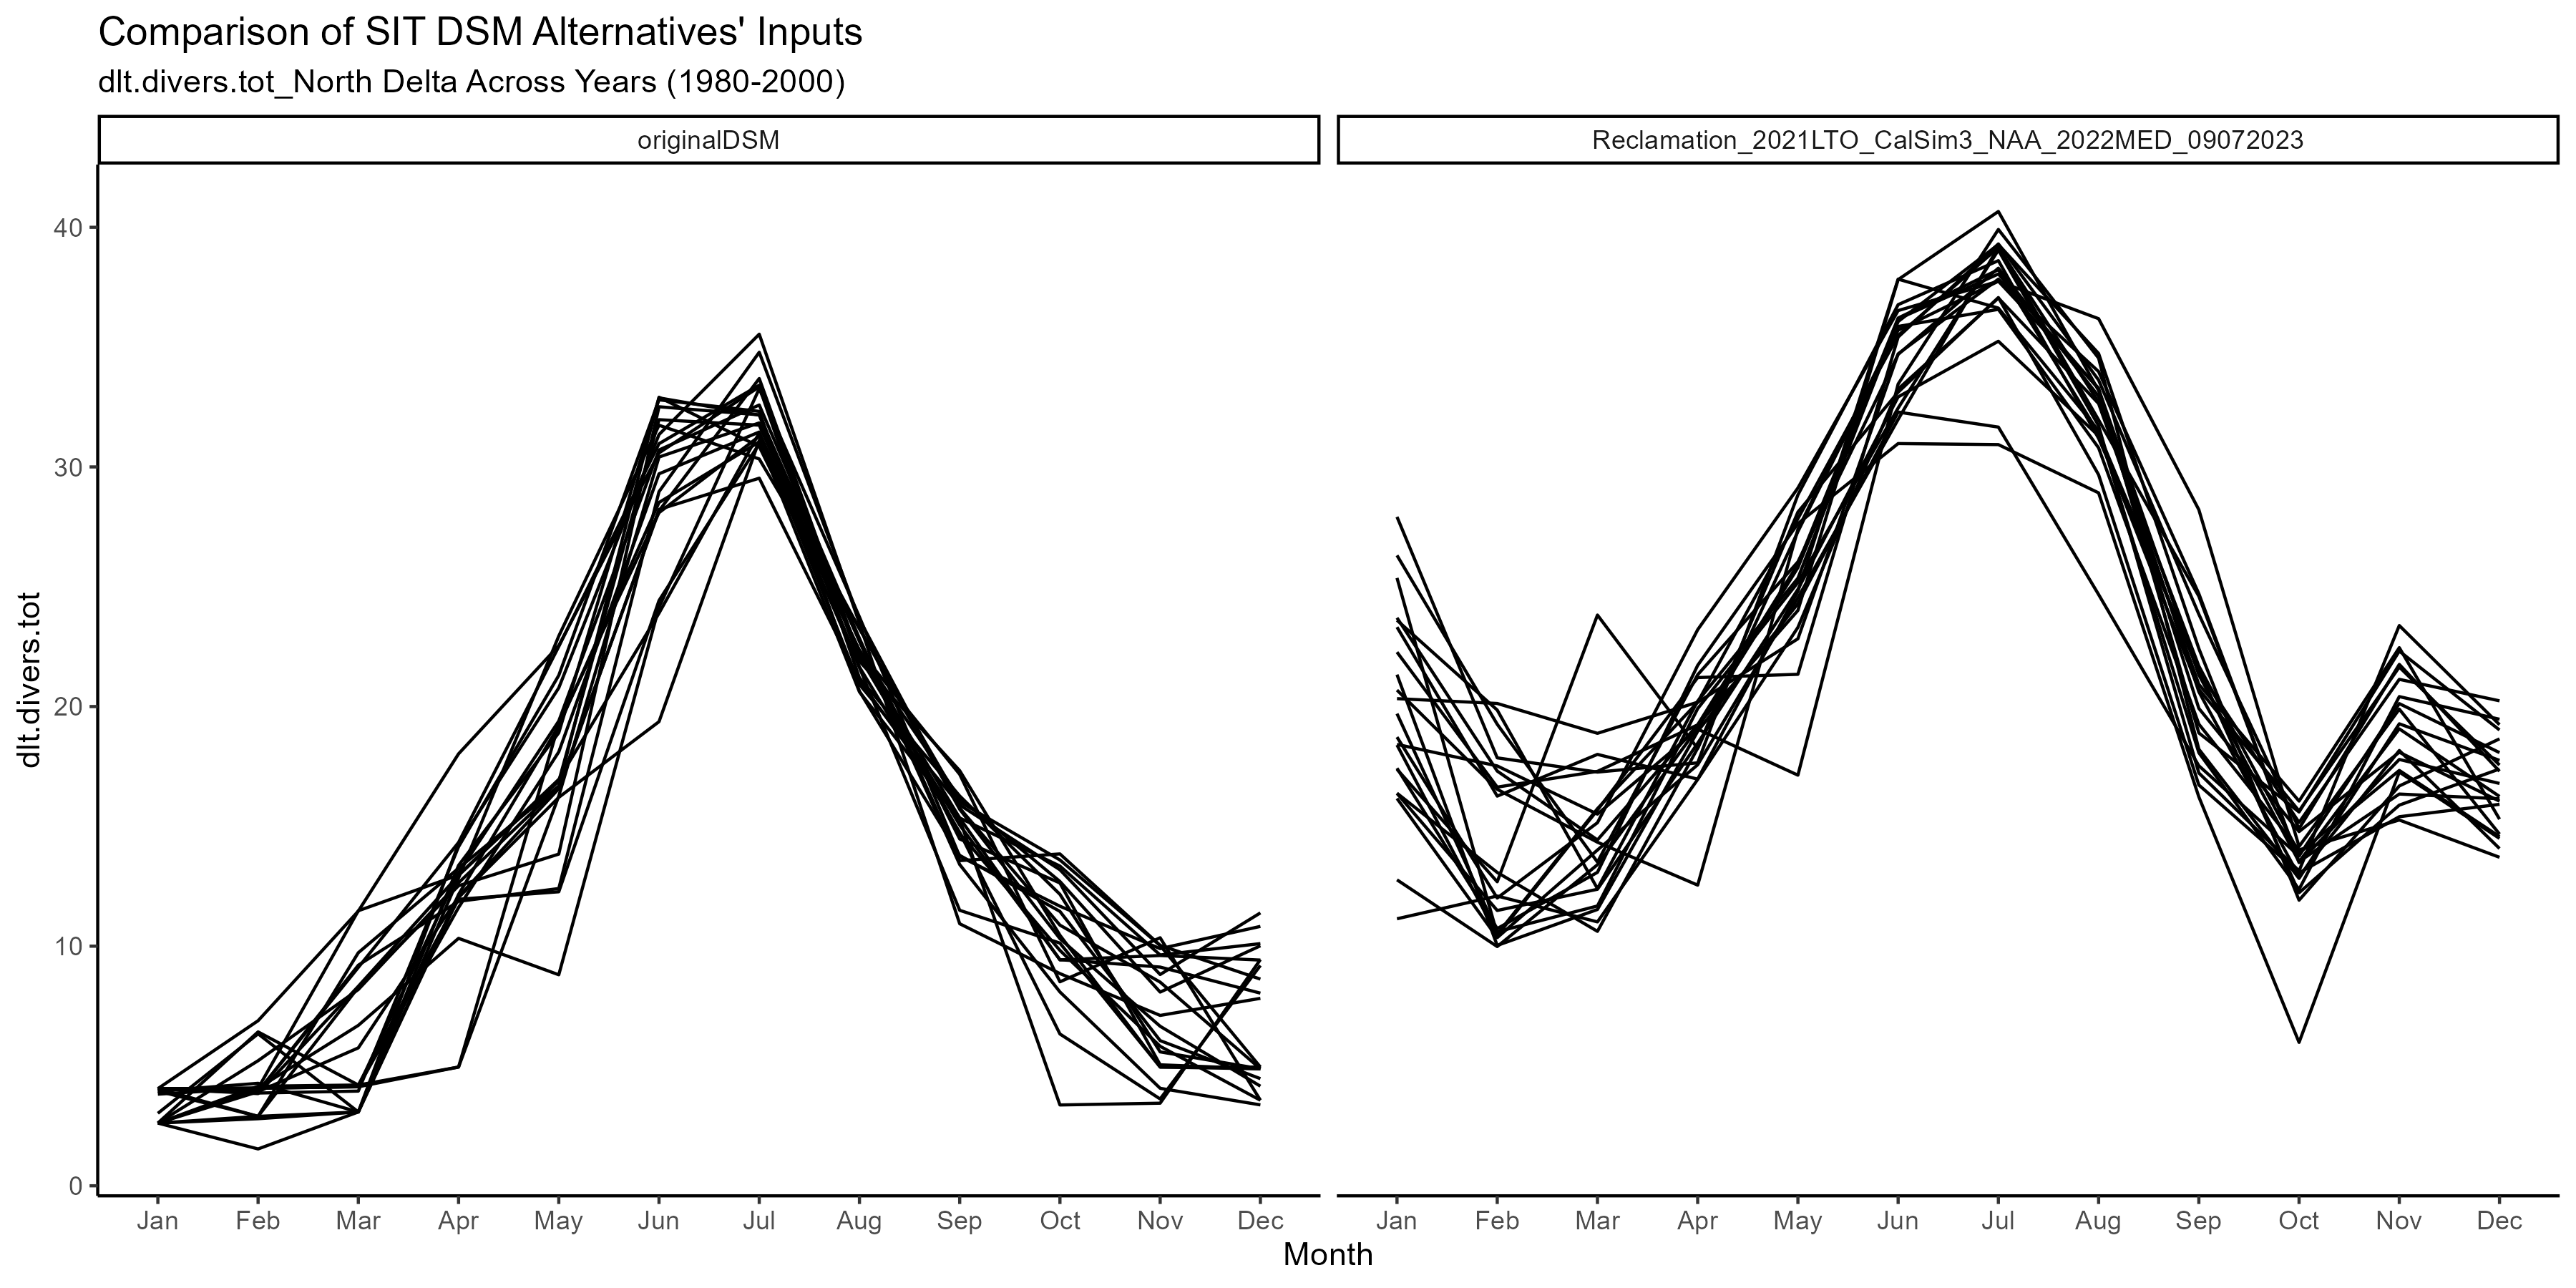 Comparison of SIT DSM Alternatives' Inputs
dlt.divers.tot_North Delta Across Years (1980-2000)
originalDSM
Reclamation_2021LTO_CalSim3_NAA_2022MED_09072023
dlt.divers.tot
40
30
20
10
0
Jan Feb Mar Apr May Jun Jul Aug Sep Oct Nov Dec
Jan Feb Mar Apr May Jun Jul Aug Sep Oct Nov Dec
Month